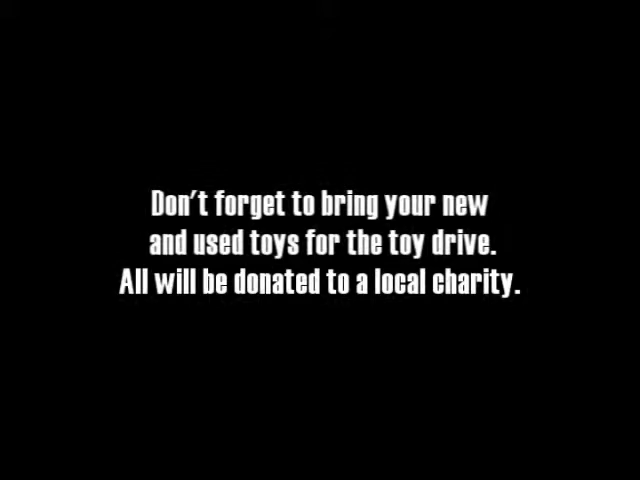 Don't forget to bring your new
and used toys for the toy drive.
All will be donated to a local charity.